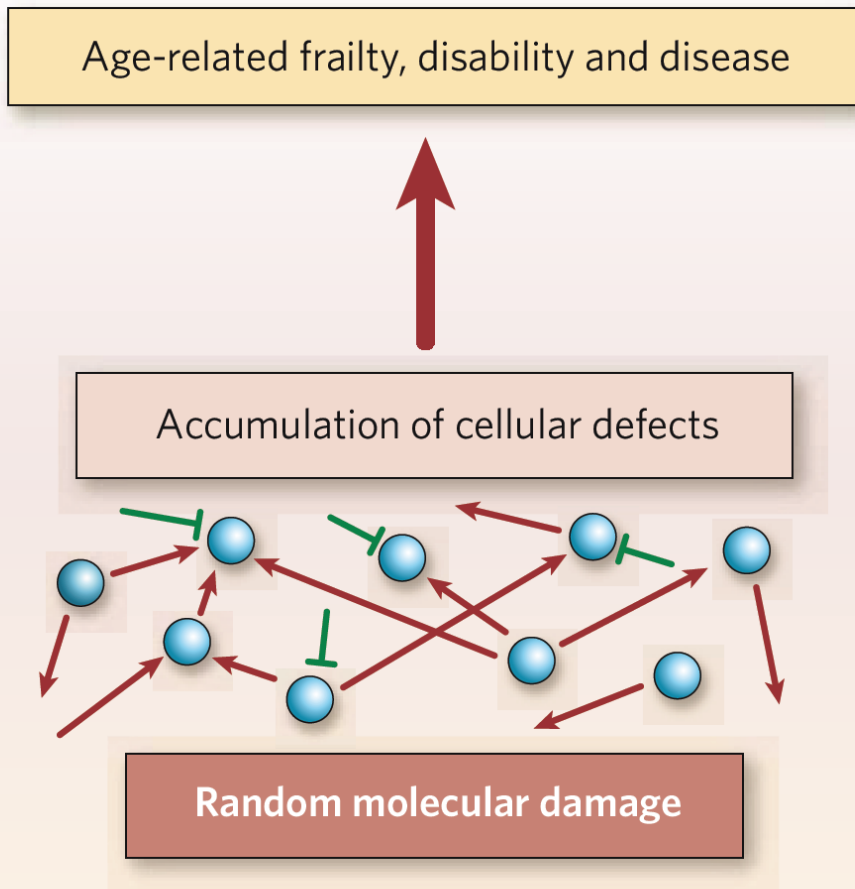 Age-related frailty, disability and disease
Accumulation of cellular defects
Random molecular damage